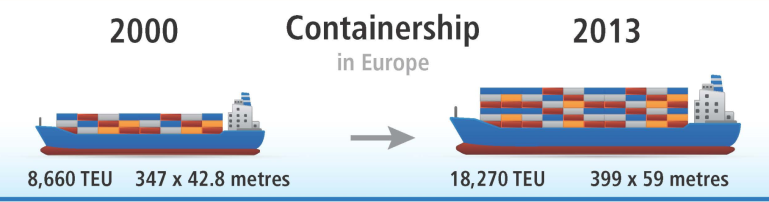 2000 Containership 2013
in Europe
8,660 TEU 347 x 42.8 metres 18,270 TEU 399 x 59 metres